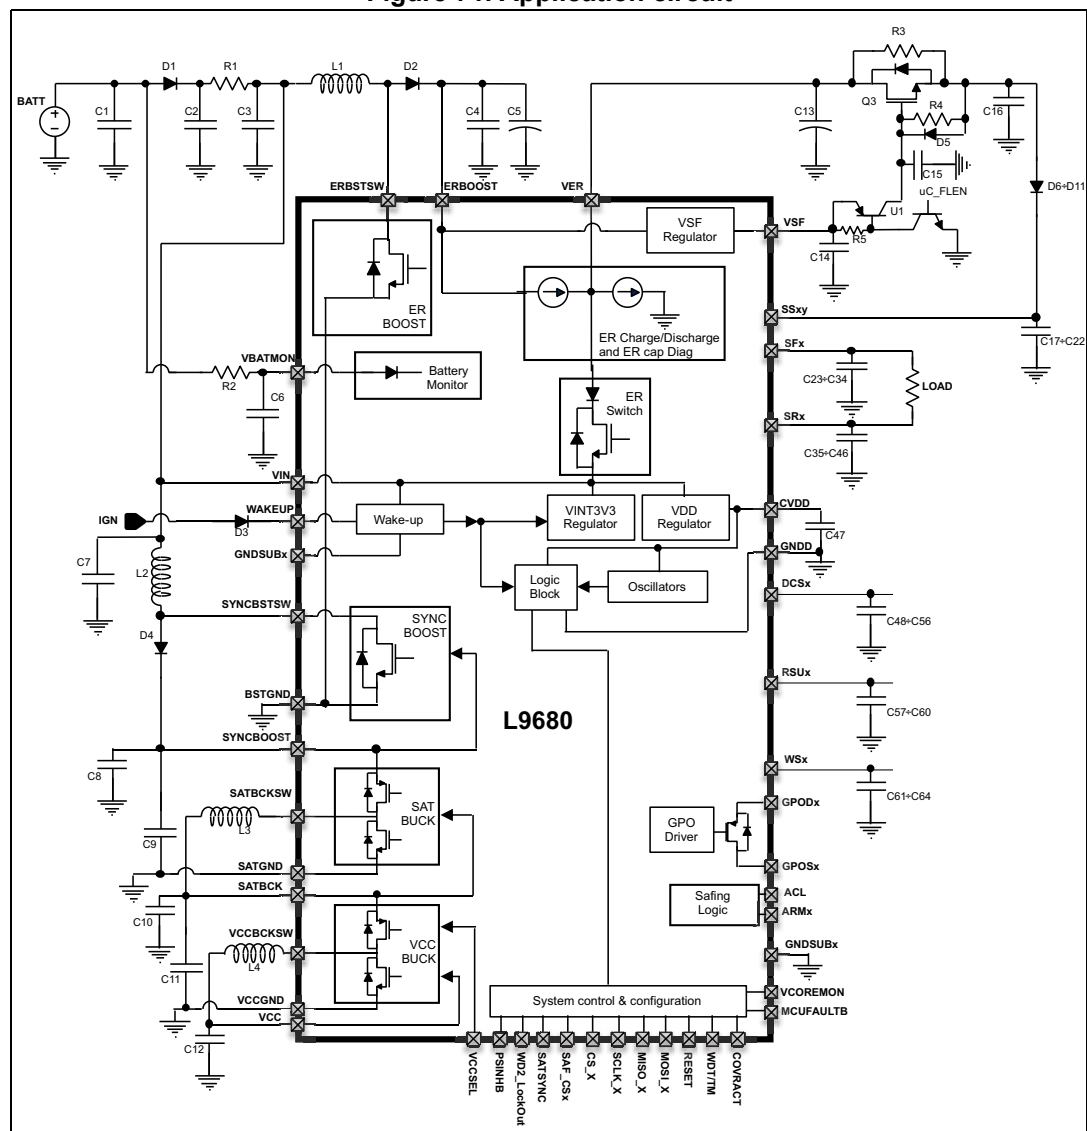 R3
D1
R1
L1
D2
BATT
C1
C2
C3
C4
C5
C13
Q3
R4
C16
D5
C15
D6÷D11
ERBSTSW
ERBOOST
VER
uC_FLEN
U1
VSF
Regulator
VSF
R5
C14
ER
BOOST
ER Charge/Discharge
and ER cap Diag
SSxy
C17÷C22
VBATMON
R2
C6
Battery
Monitor
SFx
C23÷C34
LOAD
ER
Switch
SRx
C35÷C46
VIN
IGN
WAKEUP
D3
Wake-up
VINT3V3
Regulator
VDD
Regulator
CVDD
C47
GNDSUBx
GNDD
C7
L2
Logic
Block
Oscillators
DCSx
C48÷C56
SYNCBSTSW
SYNC
BOOST
D4
RSUx
C57÷C60
BSTGND
L9680
SYNCBOOST
C8
WSx
C61÷C64
SATBCKSW
L3
SAT
BUCK
GPODx
GPO
Driver
C9
SATGND
GPOSx
SATBCK
Safing
Logic
ACL
ARMx
C10
VCCBCKSW
L4
VCC
BUCK
GNDSUBx
C11
VCCGND
VCC
System control & configuration
VCOREMON
MCUFAULTB
C12
VCCSEL
PSINHB
WD2_LockOut
SATSYNC
SAF_CSx
CS_X
SCLK_X
MISO_X
MOSI_X
RESET
WDT/TM
COVRACT